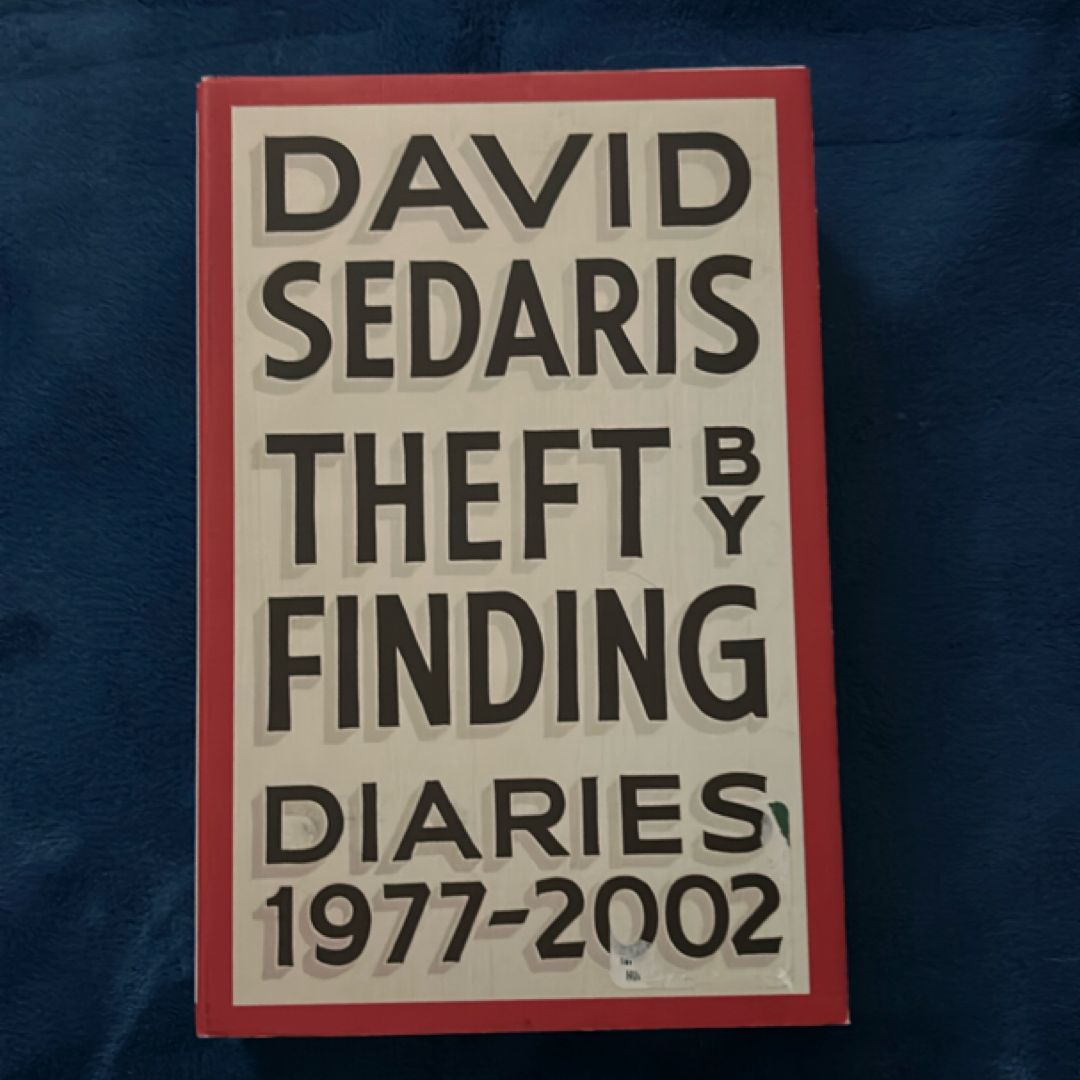 DAVID
SEDARIS
THEFT BY
FINDING
DIARIES
1977-2002